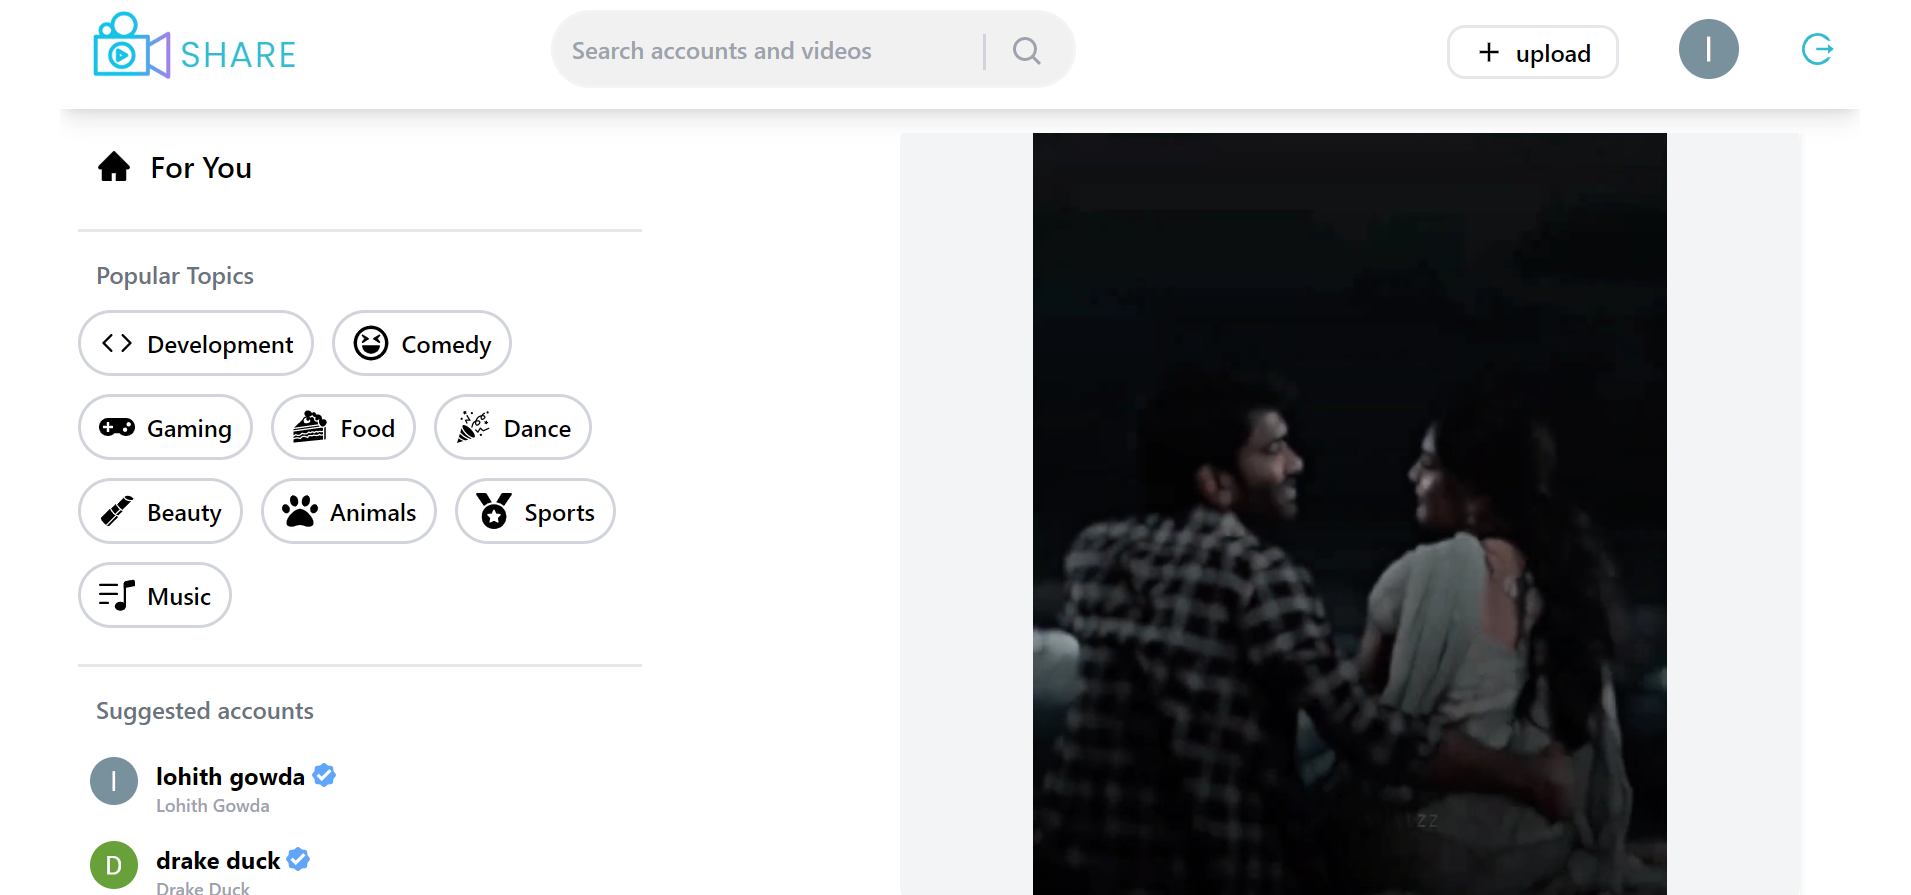 SHARE
Search accounts and videos
+ upload
I
For You
Popular Topics
Development
Comedy
Gaming
Food
Dance
Beauty
Animals
Sports
Music
Suggested accounts
I
lohith gowda
Lohith Gowda
D
drake duck
Drake Duck